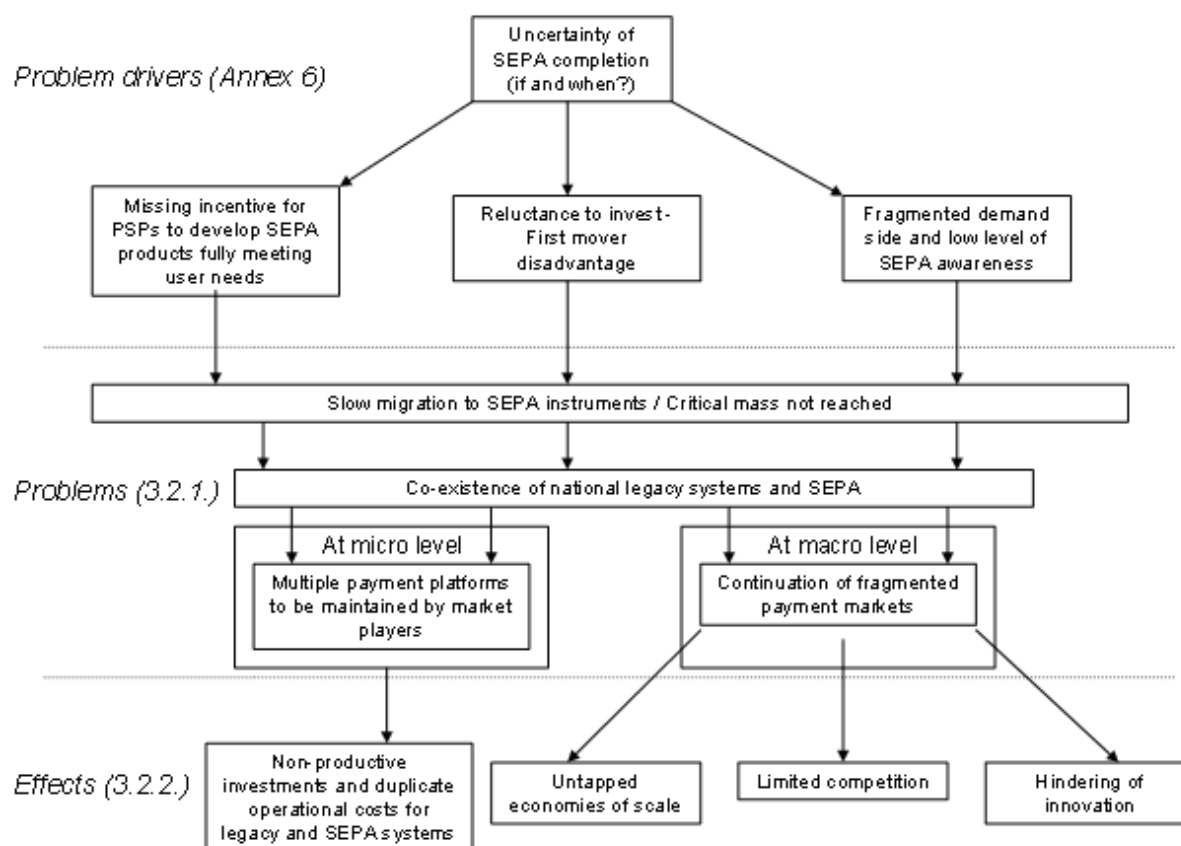 Uncertainty of
SEPA completion
(if and when?)
Problem drivers (Annex 6)
Missing incentive for
PSPs to develop SEPA
products fully meeting
user needs
Reluctance to invest-
First mover
disadvantage
Fragmented demand
side and low level of
SEPA awareness
Slow migration to SEPA instruments / Critical mass not reached
Problems (3.2.1.)
Co-existence of national legacy systems and SEPA
At micro level
Multiple payment platforms
to be maintained by market
players
At macro level
Continuation of fragmented
payment markets
Effects (3.2.2.)
Non-productive
investments and duplicate
operational costs for
legacy and SEPA systems
Untapped
economies of scale
Limited competition
Hindering of
innovation